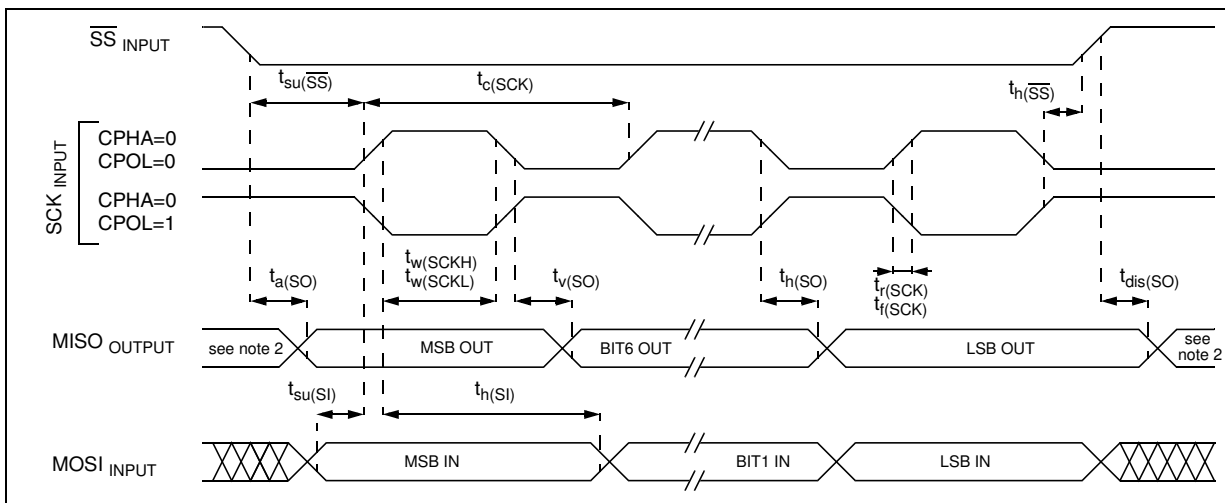 SS INPUT
tsu(SS)
tc(SCK)
th(SS)
SCK INPUT
CPHA=0
CPOL=0
CPHA=0
CPOL=1
tw(SCKH)
tw(SCKL)
ta(SO)
tv(SO)
th(SO)
tr(SCK)
tf(SCK)
tdis(SO)
MISO OUTPUT
see note 2
MSB OUT
BIT6 OUT
LSB OUT
see
note 2
tsu(SI)
th(SI)
MOSI INPUT
MSB IN
BIT1 IN
LSB IN